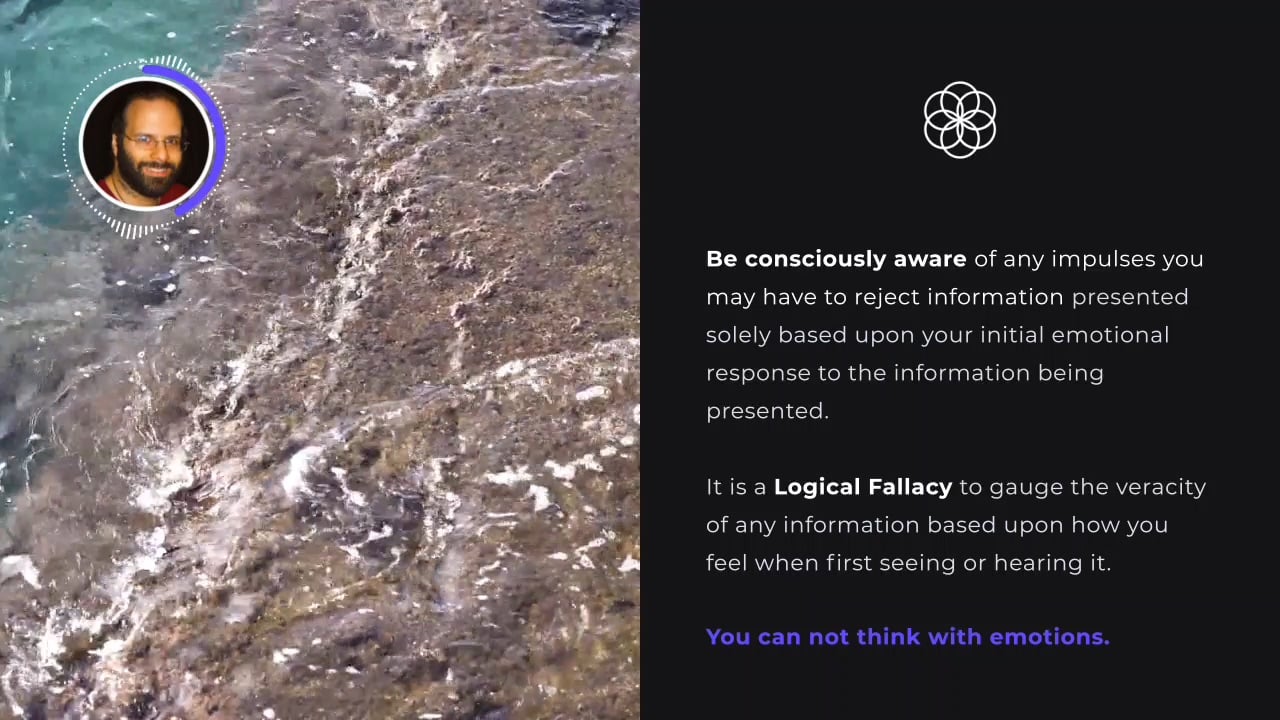 Be consciously aware of any impulses you
may have to reject information presented
solely based upon your initial emotional
response to the information being
presented.
It is a Logical Fallacy to gauge the veracity
of any information based upon how you
feel when first seeing or hearing it.
You can not think with emotions.